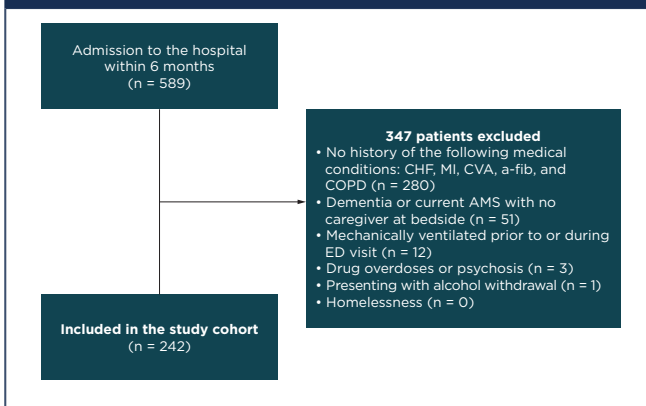 Admission to the hospital
within 6 months
(n = 589)
347 patients excluded
• No history of the following medical
conditions: CHF, MI, CVA, a-fib, and
COPD (n = 280)
• Dementia or current AMS with no
caregiver at bedside (n = 51)
• Mechanically ventilated prior to or during
ED visit (n = 12)
• Drug overdoses or psychosis (n = 3)
• Presenting with alcohol withdrawal (n = 1)
• Homelessness (n = 0)
Included in the study cohort
(n = 242)